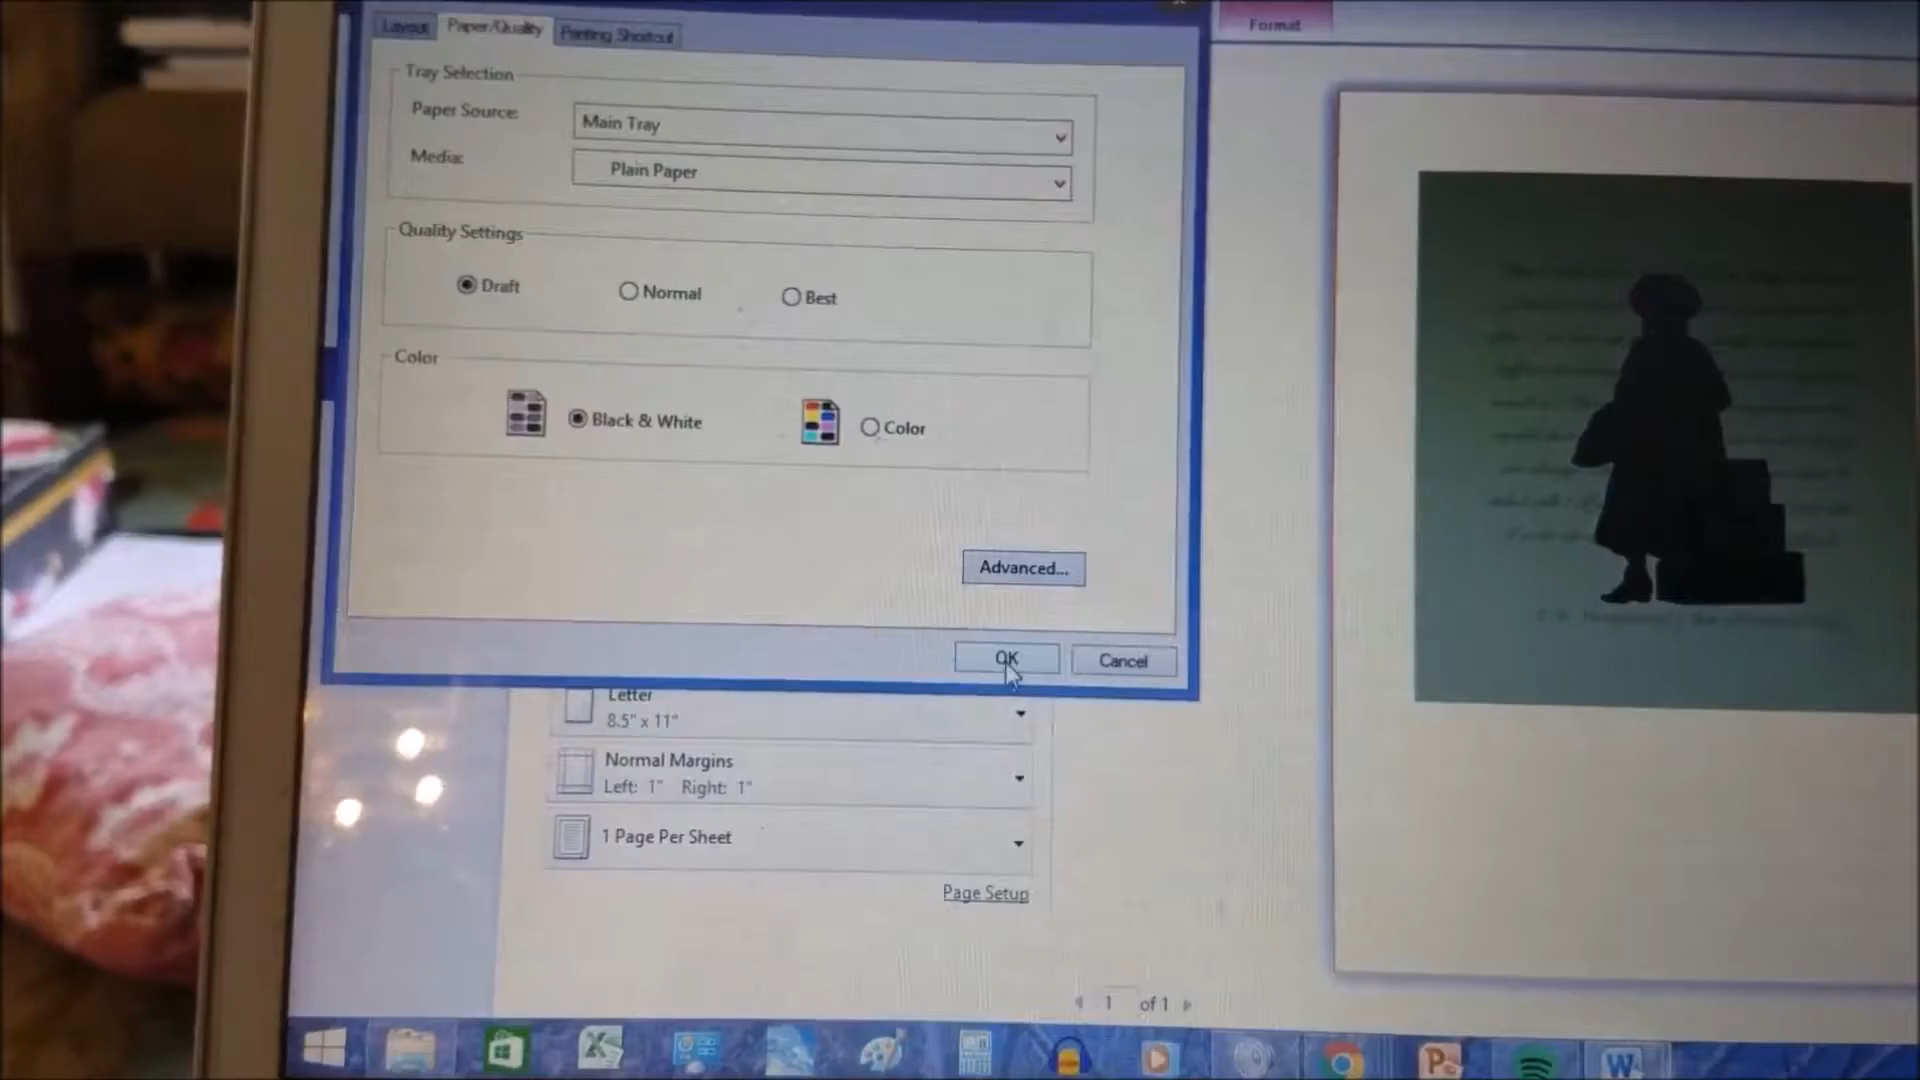 Layout
Paper/Quality
Printing Shortcut
Format
Tray Selection
Paper Source:
Main Tray
Media:
Plain Paper
Quality Settings
Draft
Normal
Best
Color
Black & White
Color
Advanced...
OK
Cancel
Letter
8.5" x 11"
Normal Margins
Left: 1" Right: 1"
1 Page Per Sheet
Page Setup
1 of 1